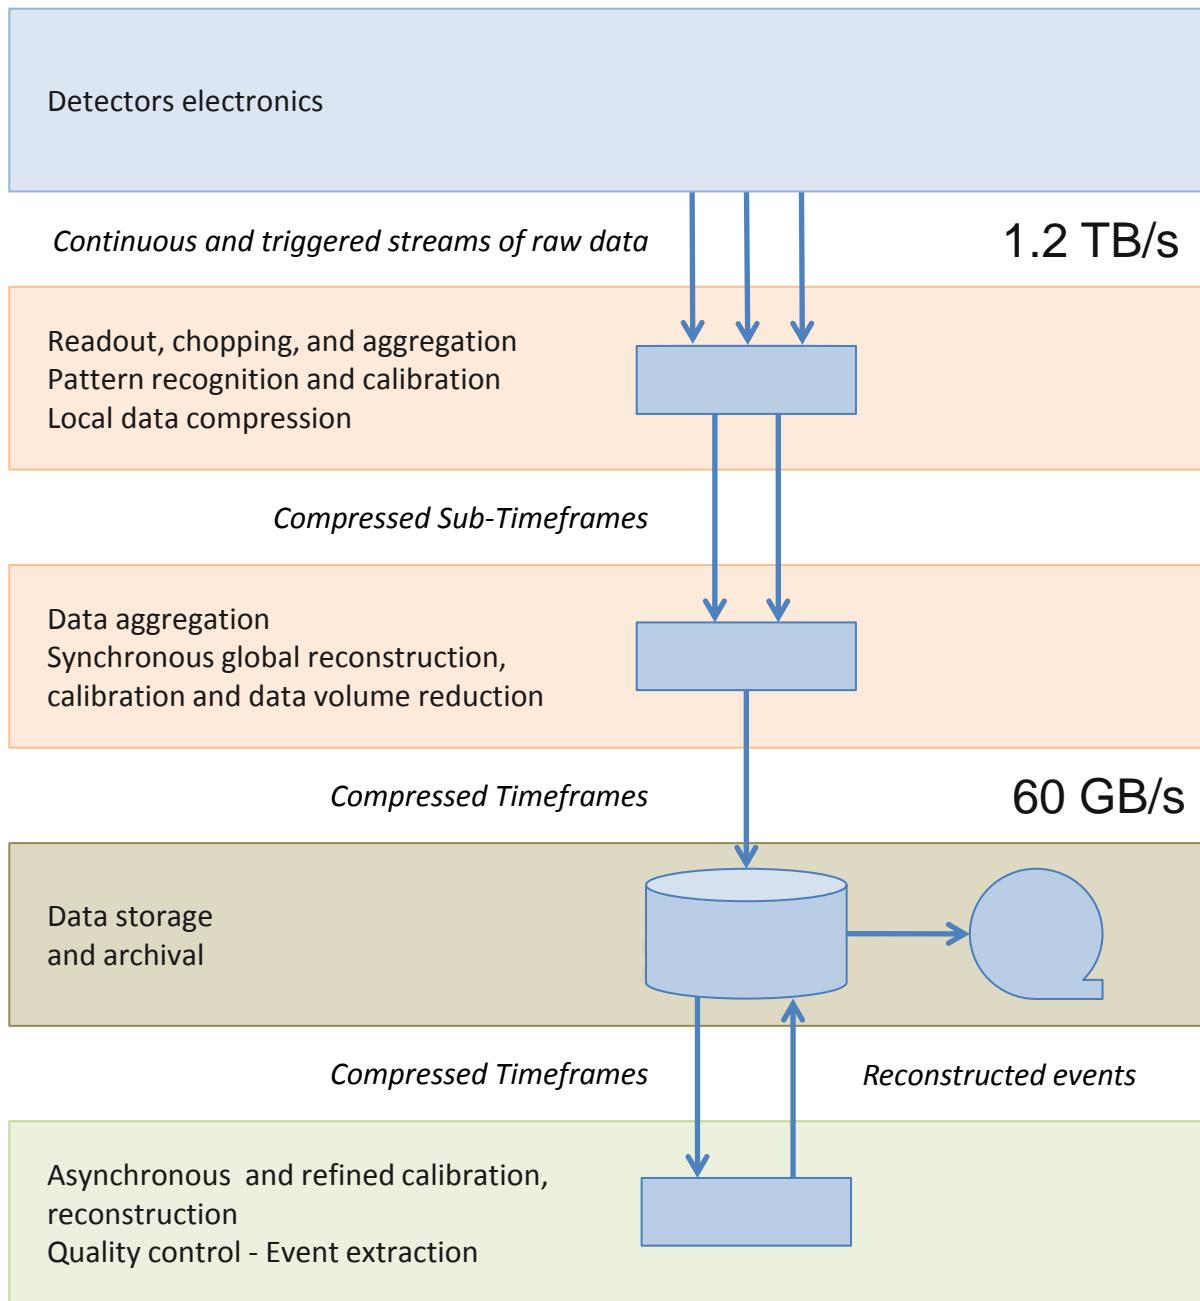 Detectors electronics
Continuous and triggered streams of raw data
1.2 TB/s
Readout, chopping, and aggregation
Pattern recognition and calibration
Local data compression
Compressed Sub-Timeframes
Data aggregation
Synchronous global reconstruction,
calibration and data volume reduction
Compressed Timeframes
60 GB/s
Data storage
and archival
Compressed Timeframes
Reconstructed events
Asynchronous  and refined calibration,
reconstruction
Quality control - Event extraction